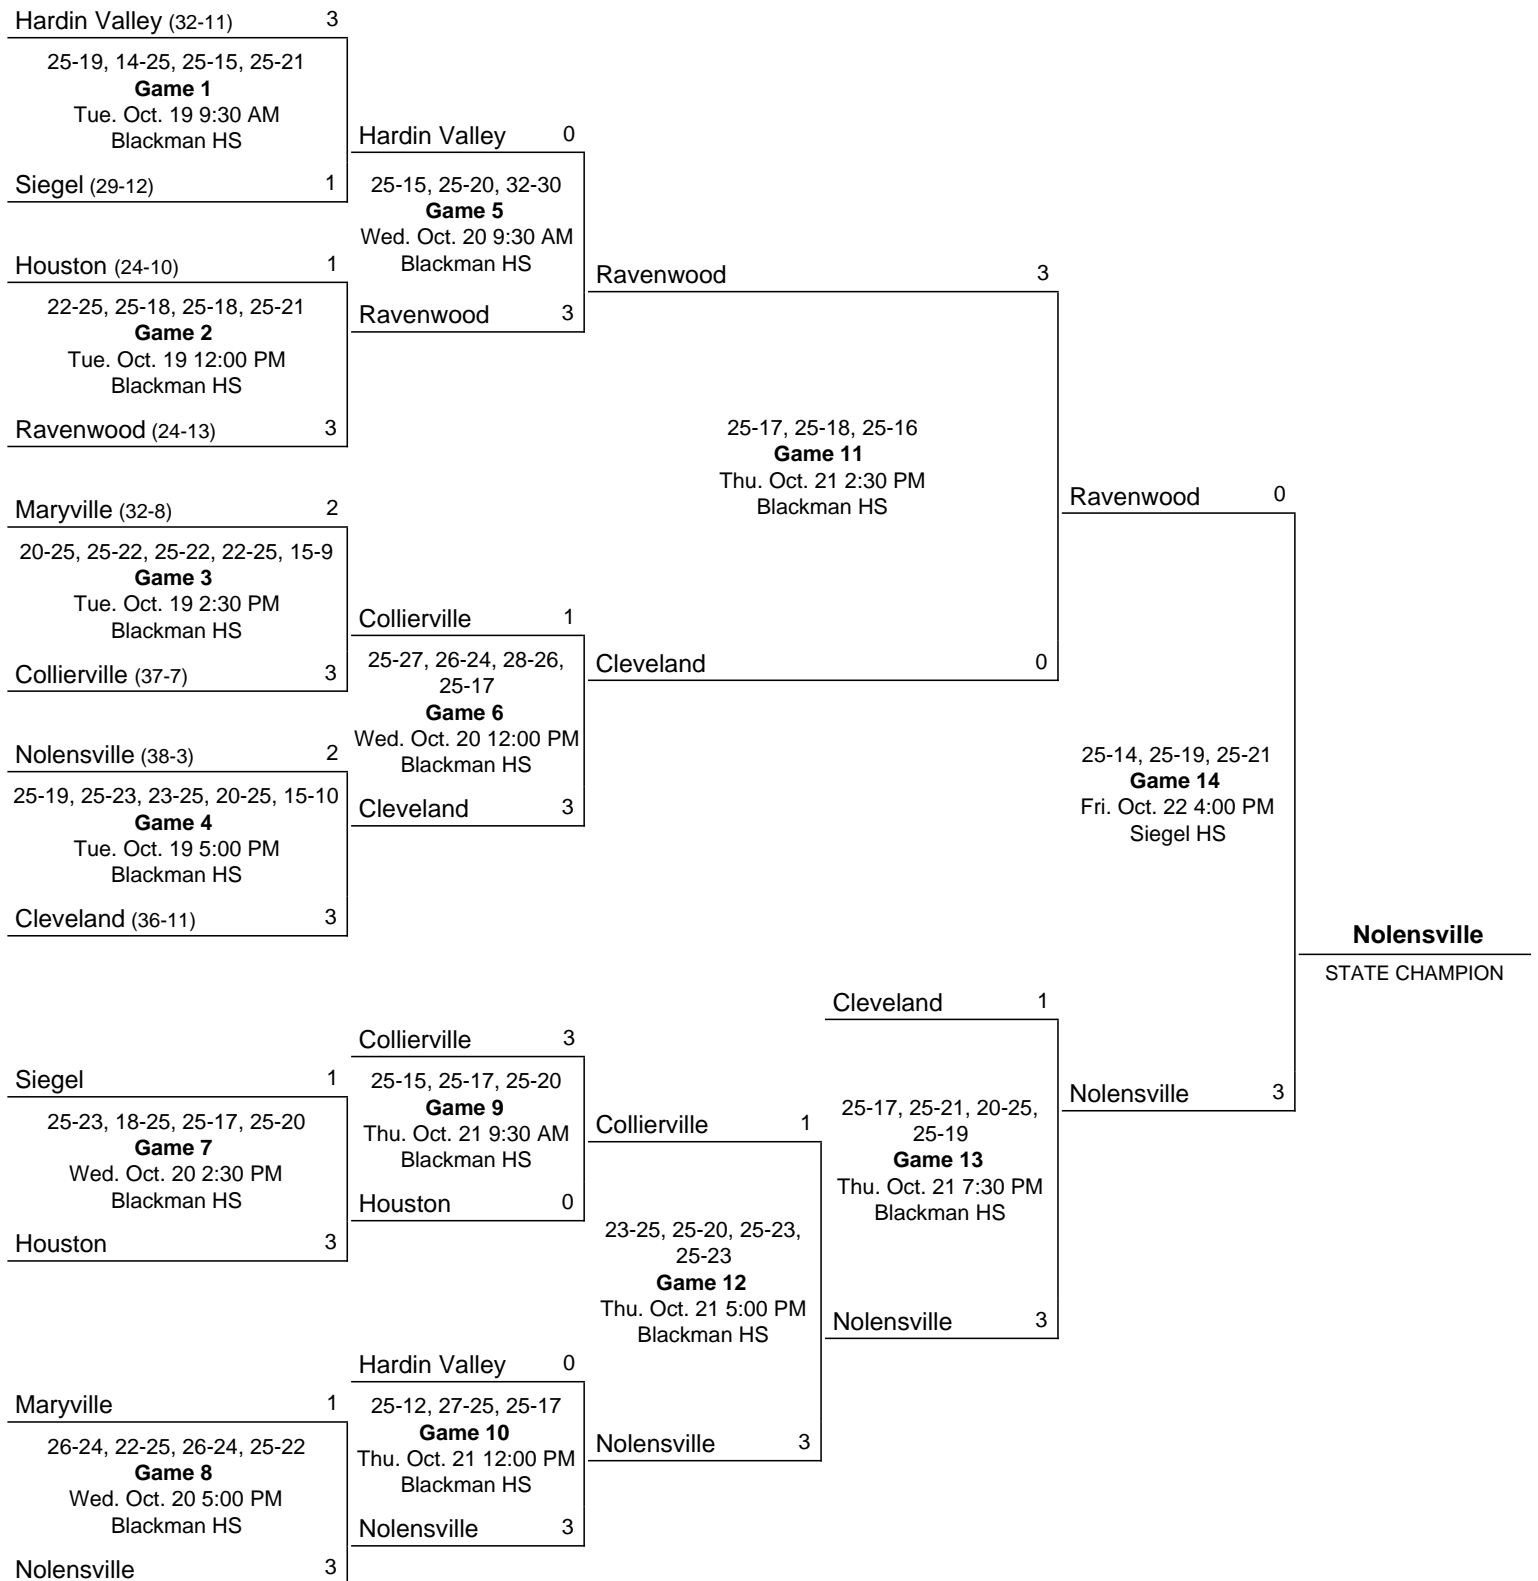 Hardin Valley (32-11) 3
25-19, 14-25, 25-15, 25-21
Game 1
Tue. Oct. 19 9:30 AM
Blackman HS
Siegel (29-12) 1
Houston (24-10) 1
22-25, 25-18, 25-18, 25-21
Game 2
Tue. Oct. 19 12:00 PM
Blackman HS
Ravenwood (24-13) 3
Maryville (32-8) 2
20-25, 25-22, 25-22, 22-25, 15-9
Game 3
Tue. Oct. 19 2:30 PM
Blackman HS
Collierville (37-7) 3
Nolensville (38-3) 2
25-19, 25-23, 23-25, 20-25, 15-10
Game 4
Tue. Oct. 19 5:00 PM
Blackman HS
Cleveland (36-11) 3
Hardin Valley 0
25-15, 25-20, 32-30
Game 5
Wed. Oct. 20 9:30 AM
Blackman HS
Ravenwood 3
Collierville 1
25-27, 26-24, 28-26,
25-17
Game 6
Wed. Oct. 20 12:00 PM
Blackman HS
Cleveland 3
Ravenwood 3
25-17, 25-18, 25-16
Game 11
Thu. Oct. 21 2:30 PM
Blackman HS
Cleveland 0
Siegel 1
25-23, 18-25, 25-17, 25-20
Game 7
Wed. Oct. 20 2:30 PM
Blackman HS
Houston 3
Maryville 1
26-24, 22-25, 26-24, 25-22
Game 8
Wed. Oct. 20 5:00 PM
Blackman HS
Nolensville 3
Collierville 3
25-15, 25-17, 25-20
Game 9
Thu. Oct. 21 9:30 AM
Blackman HS
Houston 0
Hardin Valley 0
25-12, 27-25, 25-17
Game 10
Thu. Oct. 21 12:00 PM
Blackman HS
Nolensville 3
Collierville 1
23-25, 25-20, 25-23,
25-23
Game 12
Thu. Oct. 21 5:00 PM
Blackman HS
Nolensville 3
Cleveland 1
25-17, 25-21, 20-25,
25-19
Game 13
Thu. Oct. 21 7:30 PM
Blackman HS
Nolensville 3
Ravenwood 0
25-14, 25-19, 25-21
Game 14
Fri. Oct. 22 4:00 PM
Siegel HS
Nolensville 3
Nolensville
STATE CHAMPION